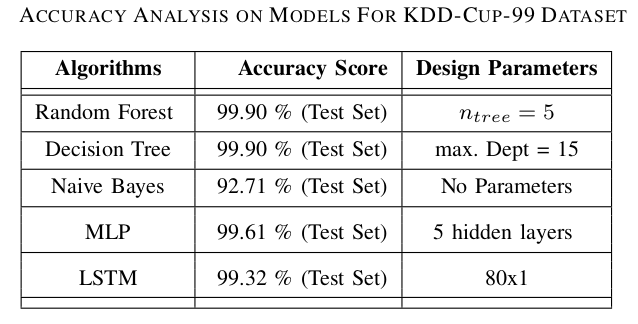 ACCURACY ANALYSIS ON MODELS FOR KDD-CUP-99 DATASET
Algorithms Accuracy Score Design Parameters
Random Forest 99.90 % (Test Set) n_{tree} = 5
Decision Tree 99.90 % (Test Set) max. Dept = 15
Naive Bayes 92.71 % (Test Set) No Parameters
MLP 99.61 % (Test Set) 5 hidden layers
LSTM 99.32 % (Test Set) 80x1